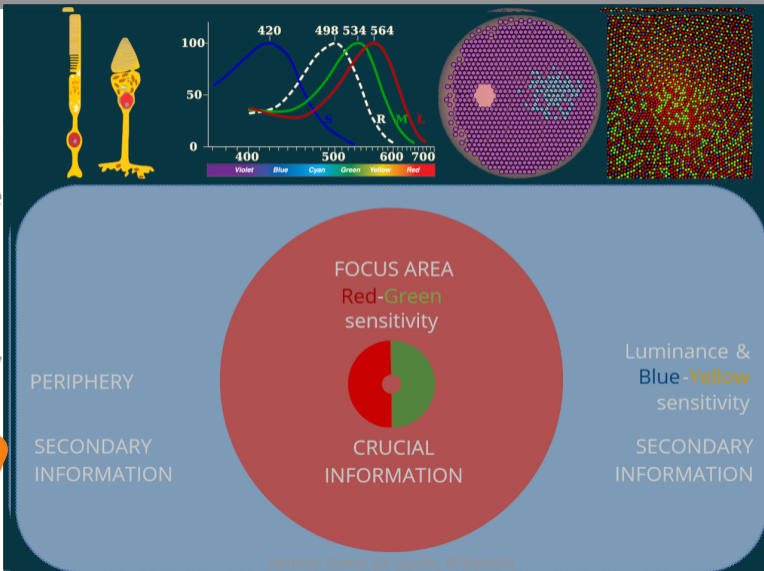 420 498 534 564
100
50
0
S R M L
400 500 600 700
Violet Blue Cyan Green Yellow Red
FOCUS AREA
Red-Green
sensitivity
PERIPHERY
Luminance &
Blue-Yellow
sensitivity
SECONDARY
INFORMATION
CRUCIAL
INFORMATION
SECONDARY
INFORMATION